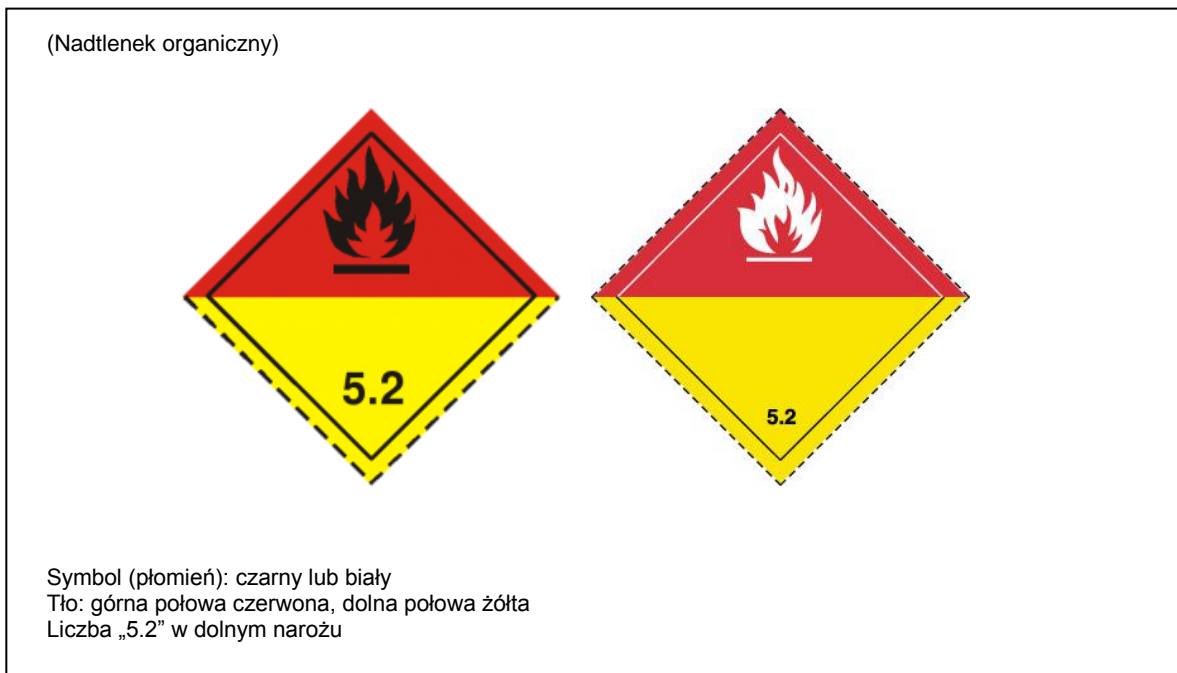 (Nadtlenek organiczny)
5.2
5.2
Symbol (płomień): czarny lub biały
Tło: górna połowa czerwona, dolna połowa żółta
Liczba „5.2” w dolnym narożu